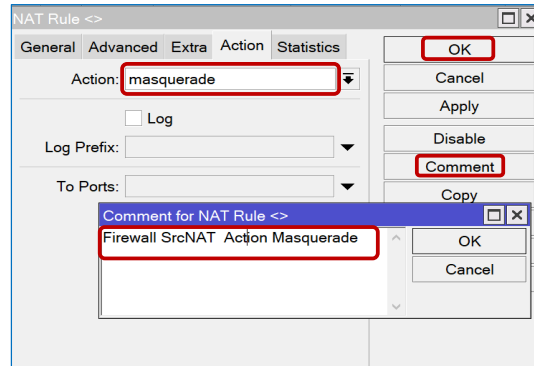 NAT Rule <>
General Advanced Extra Action Statistics
Action: masquerade
Log
Log Prefix:
To Ports:
OK
Cancel
Apply
Disable
Comment
Copy
Comment for NAT Rule <>
Firewall SrcNAT Action Masquerade
OK
Cancel